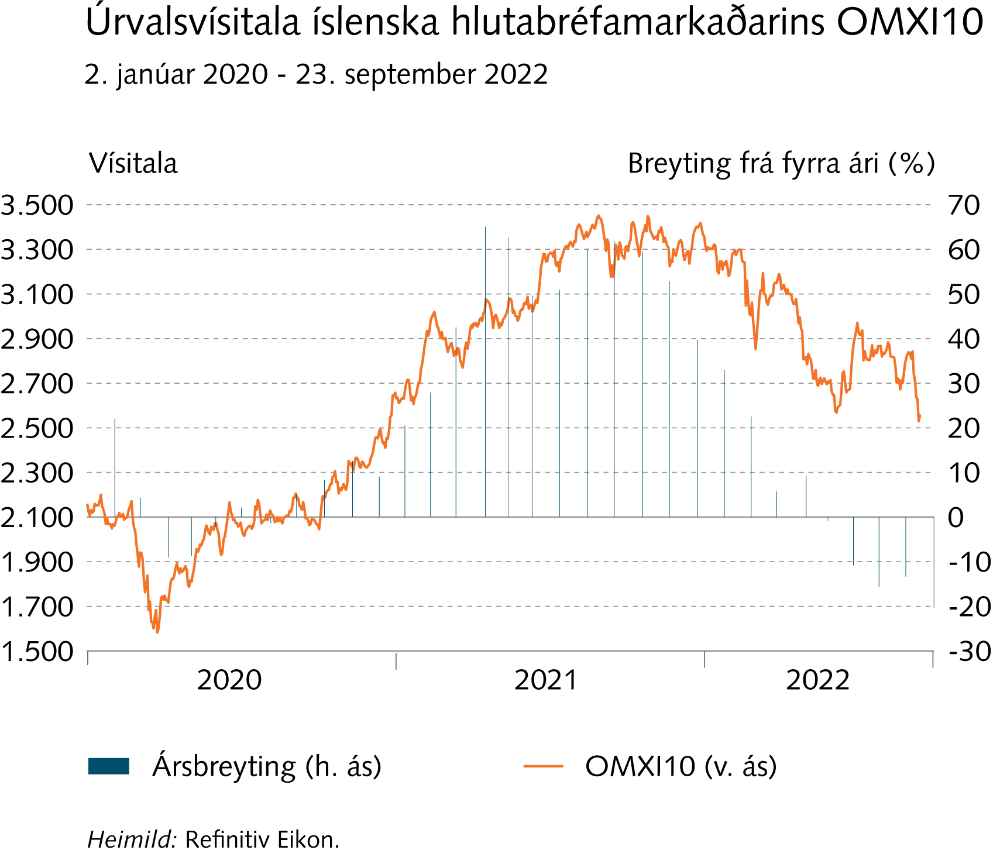 Úrvalsvísitala íslenska hlutabréfamarkaðarins OMXI10
2. janúar 2020 - 23. september 2022
Vísitala
Breyting frá fyrra ári (%)
3.500 70
3.300 60
3.100 50
2.900 40
2.700 30
2.500 20
2.300 10
2.100 0
1.900 -10
1.700 -20
1.500 -30
2020 2021 2022
Ársbreyting (h. ás)
OMXI10 (v. ás)
Heimild: Refinitiv Eikon.